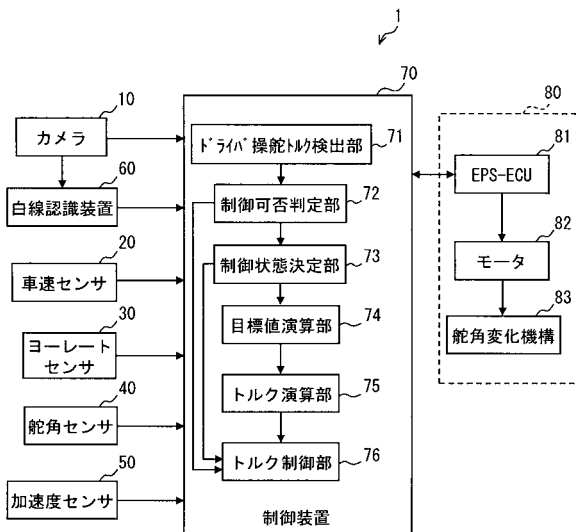 1
10
カメラ
60
白線認識装置
20
車速センサ
30
ヨーレート
センサ
40
舵角センサ
50
加速度センサ
70
ドライバ操舵トルク検出部
71
制御可否判定部
72
制御状態決定部
73
目標値演算部
74
トルク演算部
75
トルク制御部
76
制御装置
80
81
EPS-ECU
82
モータ
83
舵角変化機構